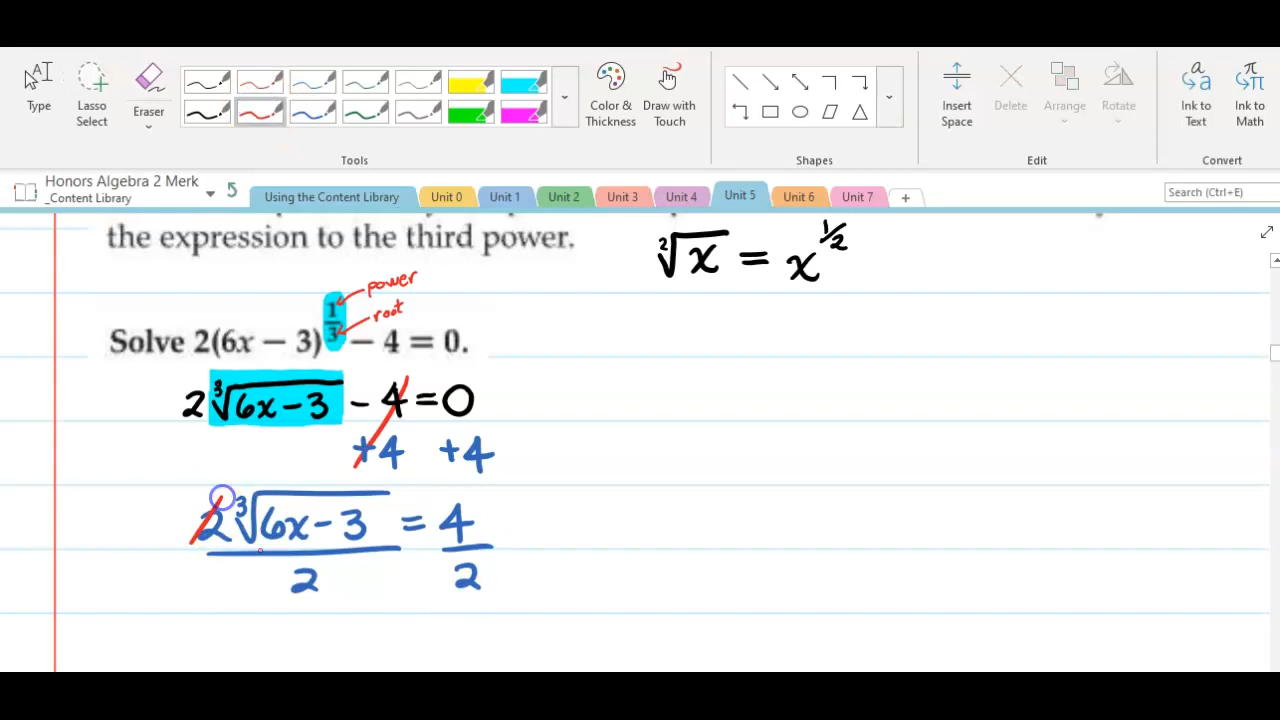 Type
Lasso Select
Eraser
Color & Thickness
Draw with Touch
Insert Space
Delete
Arrange
Rotate
Ink to Text
Ink to Math
Tools
Shapes
Edit
Convert
Honors Algebra 2 Merk
_Content Library
Using the Content Library
Unit 0
Unit 1
Unit 2
Unit 3
Unit 4
Unit 5
Unit 6
Unit 7
+
Search (Ctrl+E)
the expression to the third power.
²√x = x^1/2
power
root
Solve 2(6x − 3)^1/3 − 4 = 0.
2 ³√(6x−3) − 4 = 0
+4 +4
2 ³√(6x−3) = 4
2 2